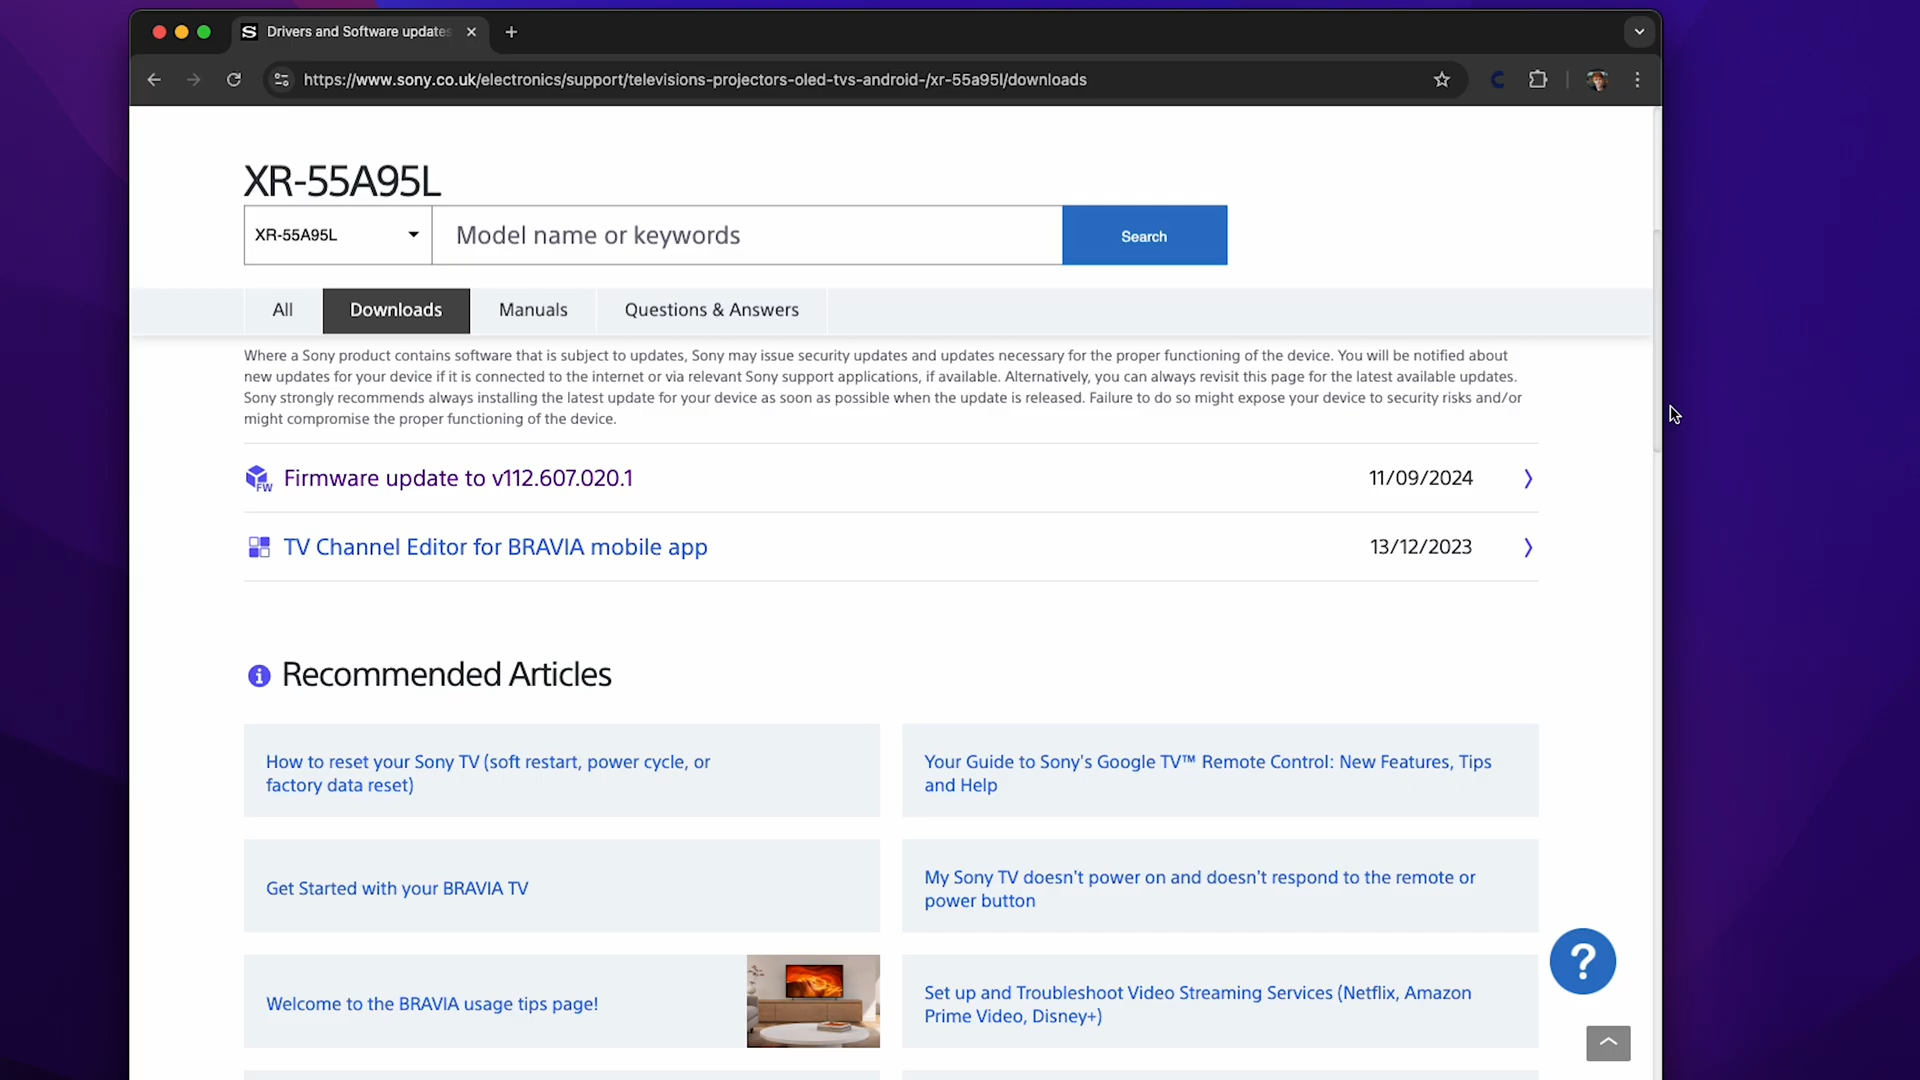 Drivers and Software updates
https://www.sony.co.uk/electronics/support/televisions-projectors-oled-tvs-android-/xr-55a95l/downloads
XR-55A95L
XR-55A95L
Model name or keywords
Search
All
Downloads
Manuals
Questions & Answers
Where a Sony product contains software that is subject to updates, Sony may issue security updates and updates necessary for the proper functioning of the device. You will be notified about
new updates for your device if it is connected to the internet or via relevant Sony support applications, if available. Alternatively, you can always revisit this page for the latest available updates.
Sony strongly recommends always installing the latest update for your device as soon as possible when the update is released. Failure to do so might expose your device to security risks and/or
might compromise the proper functioning of the device.
FW
Firmware update to v112.607.020.1
11/09/2024
TV Channel Editor for BRAVIA mobile app
13/12/2023
Recommended Articles
How to reset your Sony TV (soft restart, power cycle, or
factory data reset)
Your Guide to Sony's Google TV™ Remote Control: New Features, Tips
and Help
Get Started with your BRAVIA TV
My Sony TV doesn't power on and doesn't respond to the remote or
power button
Welcome to the BRAVIA usage tips page!
Set up and Troubleshoot Video Streaming Services (Netflix, Amazon
Prime Video, Disney+)
?